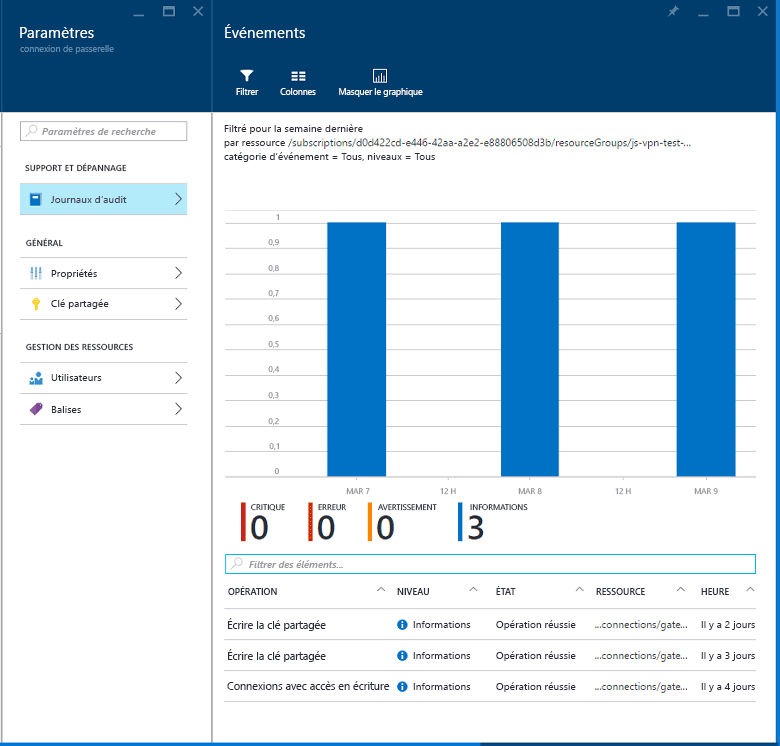 Paramètres
connexion de passerelle
Paramètres de recherche
SUPPORT ET DÉPANNAGE
Journaux d'audit
GÉNÉRAL
Propriétés
Clé partagée
GESTION DES RESSOURCES
Utilisateurs
Balises
Événements
Filtrer Colonnes Masquer le graphique
Filtré pour la semaine dernière
par ressource /subscriptions/d0d422cd-e446-42aa-a2e2-e88806508d3b/resourceGroups/js-vpn-test-...
catégorie d'événement = Tous, niveaux = Tous
1
0,9
0,8
0,7
0,6
0,5
0,4
0,3
0,2
0,1
0
MAR 7 12 H MAR 8 12 H MAR 9
CRITIQUE ERREUR AVERTISSEMENT INFORMATIONS
0 0 0 3
Filtrer des éléments...
OPÉRATION NIVEAU ÉTAT RESSOURCE HEURE
Écrire la clé partagée Informations Opération réussie ...connections/gate... Il y a 2 jours
Écrire la clé partagée Informations Opération réussie ...connections/gate... Il y a 3 jours
Connexions avec accès en écriture Informations Opération réussie ...connections/gate... Il y a 4 jours